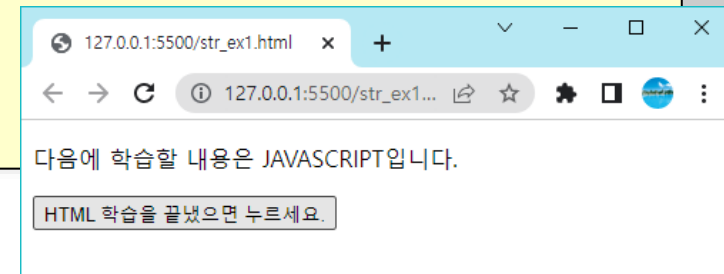 127.0.0.1:5500/str_ex1.html
127.0.0.1:5500/str_ex1...
다음에 학습할 내용은 JAVASCRIPT입니다.
HTML 학습을 끝냈으면 누르세요.